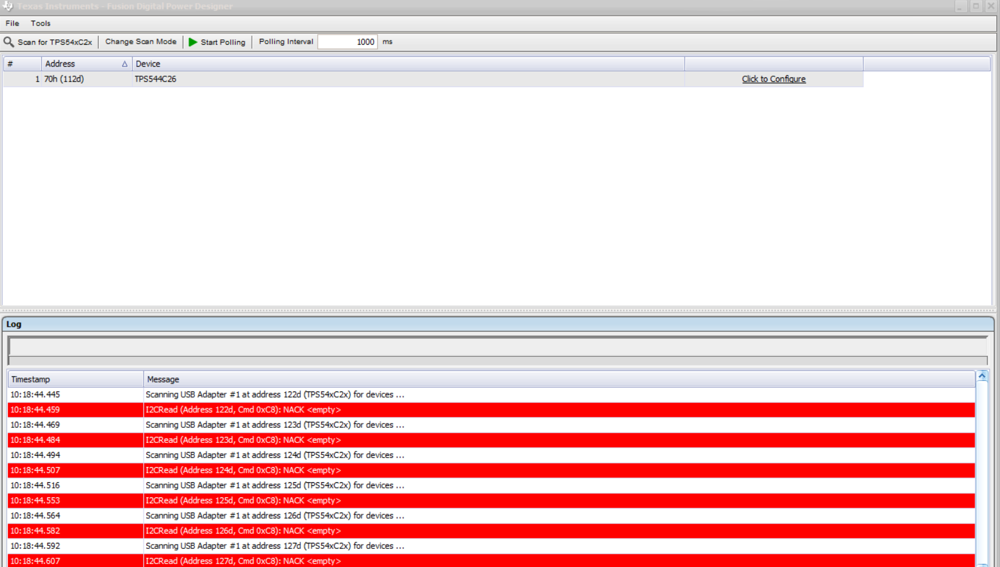 Texas Instruments - Fusion Digital Power Designer
File Tools
Scan for TPS54xC2x Change Scan Mode Start Polling Polling Interval 1000 ms
# Address Device
1 70h (112d) TPS544C26 Click to Configure
Log
Timestamp Message
10:18:44.445 Scanning USB Adapter #1 at address 122d (TPS54xC2x) for devices ...
10:18:44.459 I2CRead (Address 122d, Cmd 0xC8): NACK <empty>
10:18:44.469 Scanning USB Adapter #1 at address 123d (TPS54xC2x) for devices ...
10:18:44.484 I2CRead (Address 123d, Cmd 0xC8): NACK <empty>
10:18:44.494 Scanning USB Adapter #1 at address 124d (TPS54xC2x) for devices ...
10:18:44.507 I2CRead (Address 124d, Cmd 0xC8): NACK <empty>
10:18:44.516 Scanning USB Adapter #1 at address 125d (TPS54xC2x) for devices ...
10:18:44.553 I2CRead (Address 125d, Cmd 0xC8): NACK <empty>
10:18:44.564 Scanning USB Adapter #1 at address 126d (TPS54xC2x) for devices ...
10:18:44.582 I2CRead (Address 126d, Cmd 0xC8): NACK <empty>
10:18:44.592 Scanning USB Adapter #1 at address 127d (TPS54xC2x) for devices ...
10:18:44.607 I2CRead (Address 127d, Cmd 0xC8): NACK <empty>